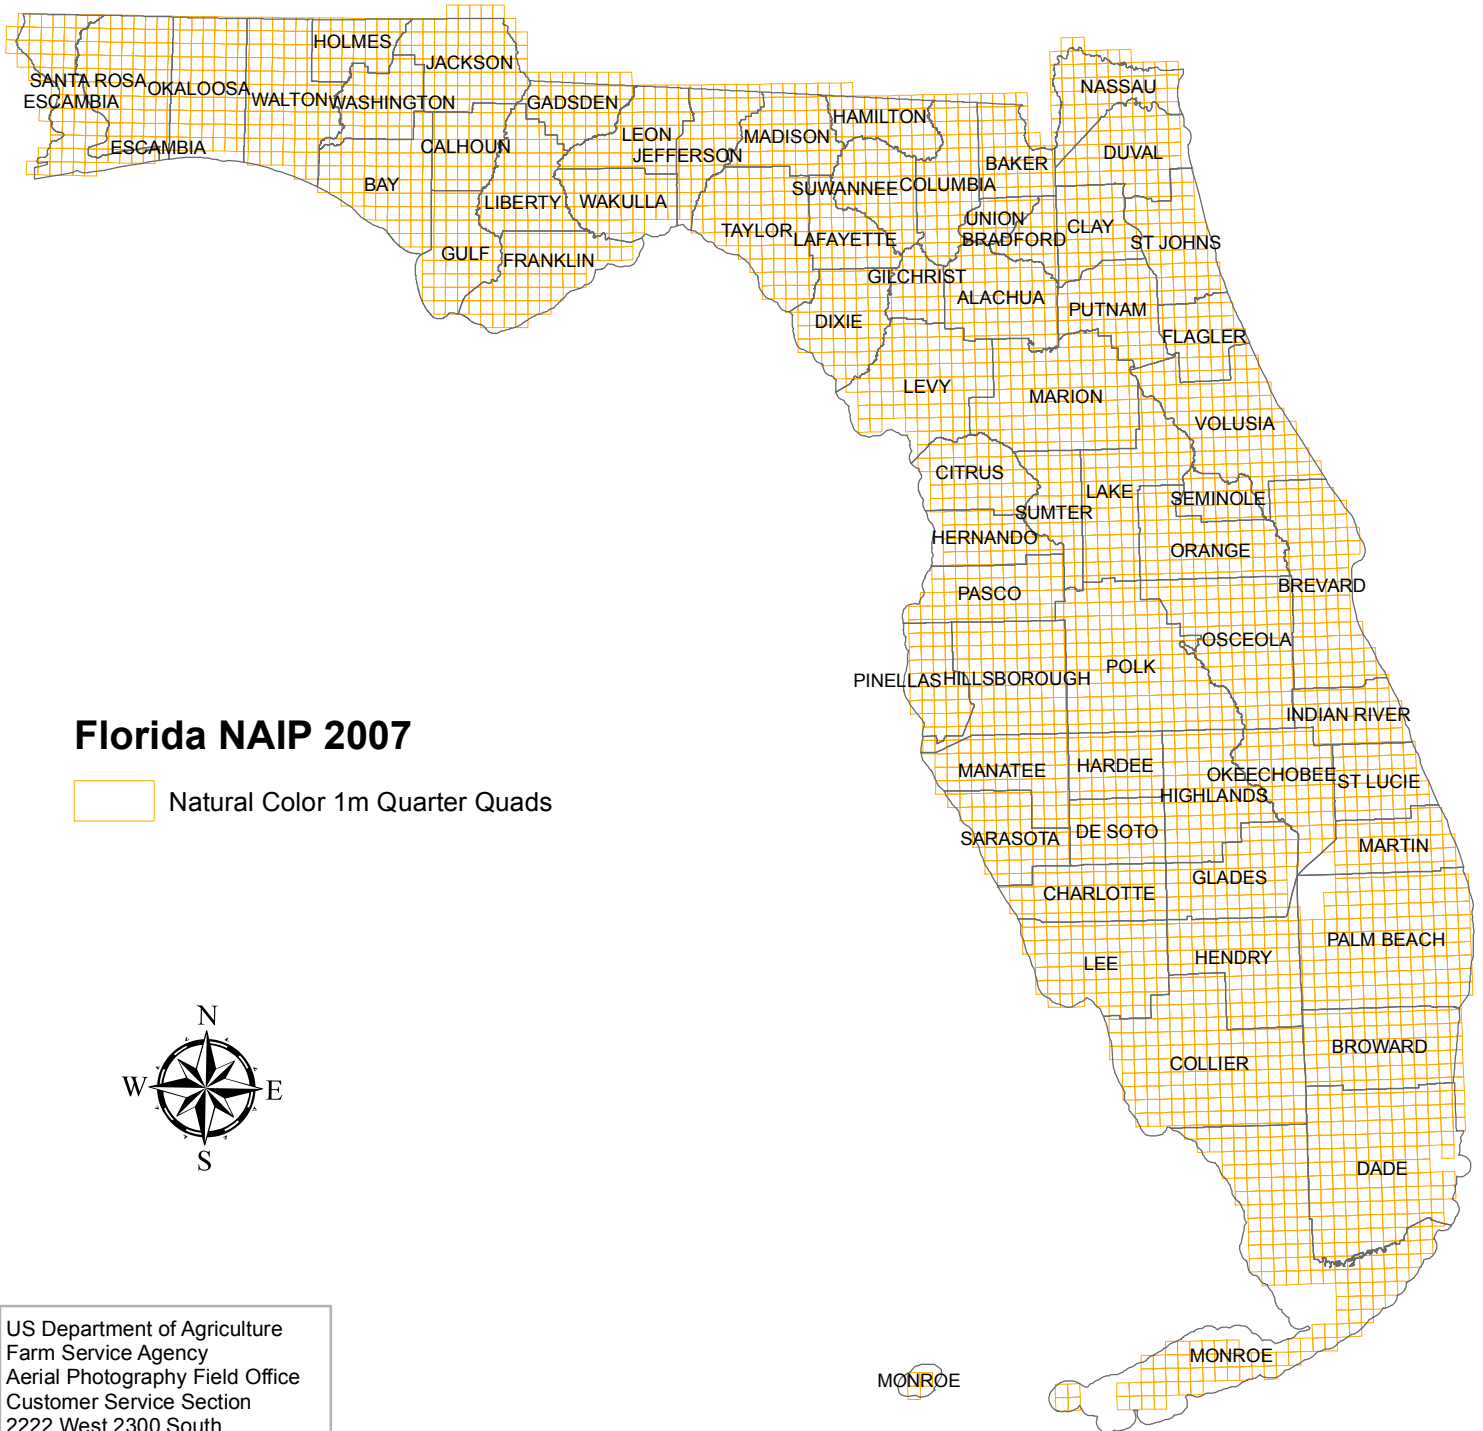 HOLMES
JACKSON
SANTA ROSA
OKALOOSA
ESCAMBIA
WALTON
WASHINGTON
GADSDEN
NASSAU
HAMILTON
LEON
MADISON
ESCAMBIA
CALHOUN
JEFFERSON
BAKER
DUVAL
BAY
SUWANNEE
COLUMBIA
LIBERTY
WAKULLA
UNION
CLAY
TAYLOR
LAFAYETTE
BRADFORD
ST JOHNS
GULF
FRANKLIN
GILCHRIST
ALACHUA
PUTNAM
DIXIE
FLAGLER
LEVY
MARION
VOLUSIA
CITRUS
LAKE
SEMINOLE
SUMTER
HERNANDO
ORANGE
PASCO
BREVARD
OSCEOLA
POLK
PINELLAS
HILLSBOROUGH
INDIAN RIVER
Florida NAIP 2007
MANATEE
HARDEE
OKEECHOBEE
ST LUCIE
HIGHLANDS
Natural Color 1m Quarter Quads
SARASOTA
DE SOTO
MARTIN
GLADES
CHARLOTTE
PALM BEACH
LEE
HENDRY
N
BROWARD
COLLIER
W
E
S
DADE
US Department of Agriculture
Farm Service Agency
Aerial Photography Field Office
Customer Service Section
2222 West 2300 South
MONROE
MONROE